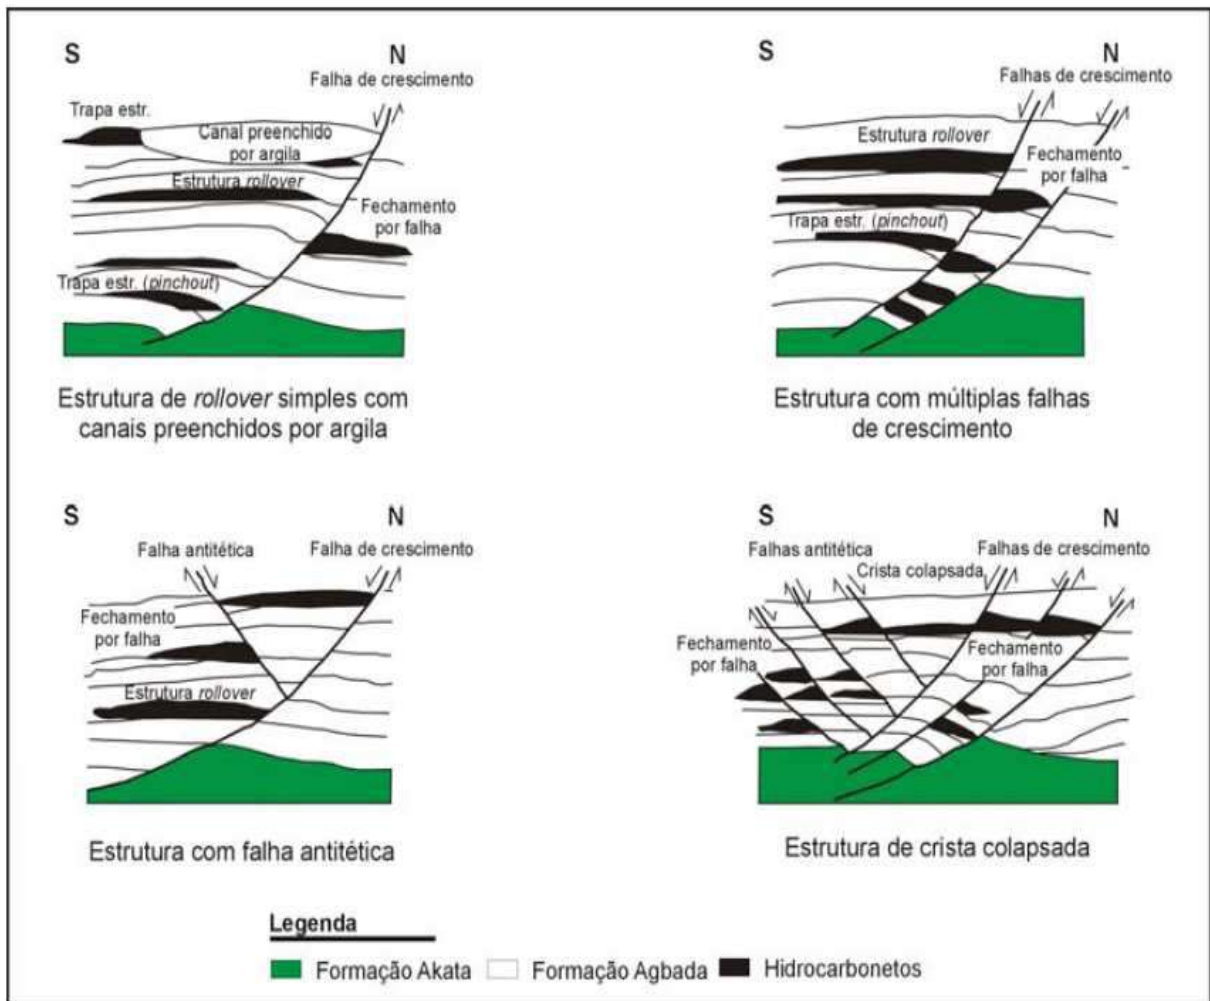 S
N
Falha de crescimento
Trapa estr.
Canal preenchido
por argila
Estrutura rollover
Fechamento
por falha
Trapa estr. (pinchout)
Estrutura de rollover simples com
canais preenchidos por argila
S
N
Falhas de crescimento
Estrutura rollover
Fechamento
por falha
Trapa estr. (pinchout)
Estrutura com múltiplas falhas
de crescimento
S
N
Falha antitética
Falha de crescimento
Fechamento
por falha
Estrutura rollover
Estrutura com falha antitética
S
N
Falhas antitética
Falhas de crescimento
Crista colapsada
Fechamento
por falha
Fechamento
por falha
Estrutura de crista colapsada
Legenda
Formação Akata
Formação Agbada
Hidrocarbonetos